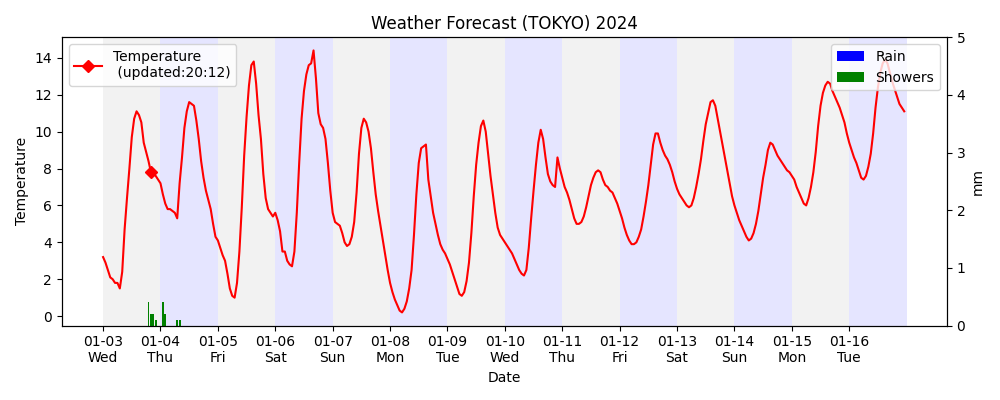 Weather Forecast (TOKYO) 2024
Temperature
(updated:20:12)
Rain
Showers
Temperature
14
12
10
8
6
4
2
0
5
4
3
2
1
0
mm
01-03 01-04 01-05 01-06 01-07 01-08 01-09 01-10 01-11 01-12 01-13 01-14 01-15 01-16
Wed Thu Fri Sat Sun Mon Tue Wed Thu Fri Sat Sun Mon Tue
Date